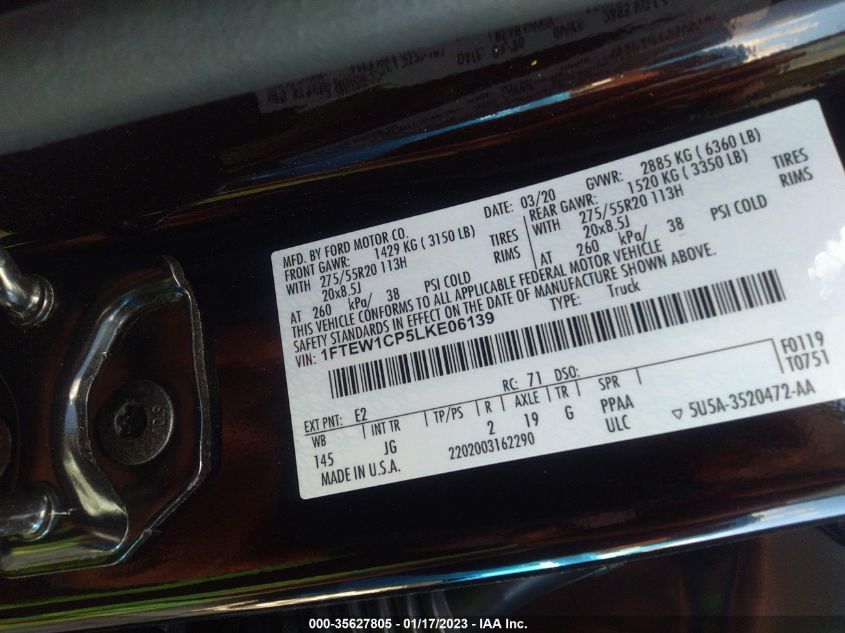 MFD. BY FORD MOTOR CO.
DATE: 03/20 GVWR: 2885 KG ( 6360 LB)
FRONT GAWR: 1429 KG ( 3150 LB) REAR GAWR: 1520 KG ( 3350 LB)
WITH 275/55R20 113H TIRES WITH 275/55R20 113H TIRES
20x8.5J RIMS 20x8.5J RIMS
AT 260 kPa/ 38 PSI COLD AT 260 kPa/ 38 PSI COLD
THIS VEHICLE CONFORMS TO ALL APPLICABLE FEDERAL MOTOR VEHICLE
SAFETY STANDARDS IN EFFECT ON THE DATE OF MANUFACTURE SHOWN ABOVE.
VIN: 1FTEW1CP5LKE06139 TYPE: Truck
F0119
T0751
EXT PNT: E2 RC: 71 DSO:
WB INT TR TP/PS R AXLE TR SPR
145 JG 2 19 G PPAA
ULC
MADE IN U.S.A. 2202003162290 5U5A-3520472-AA
000-35627805 - 01/17/2023 - IAA Inc.